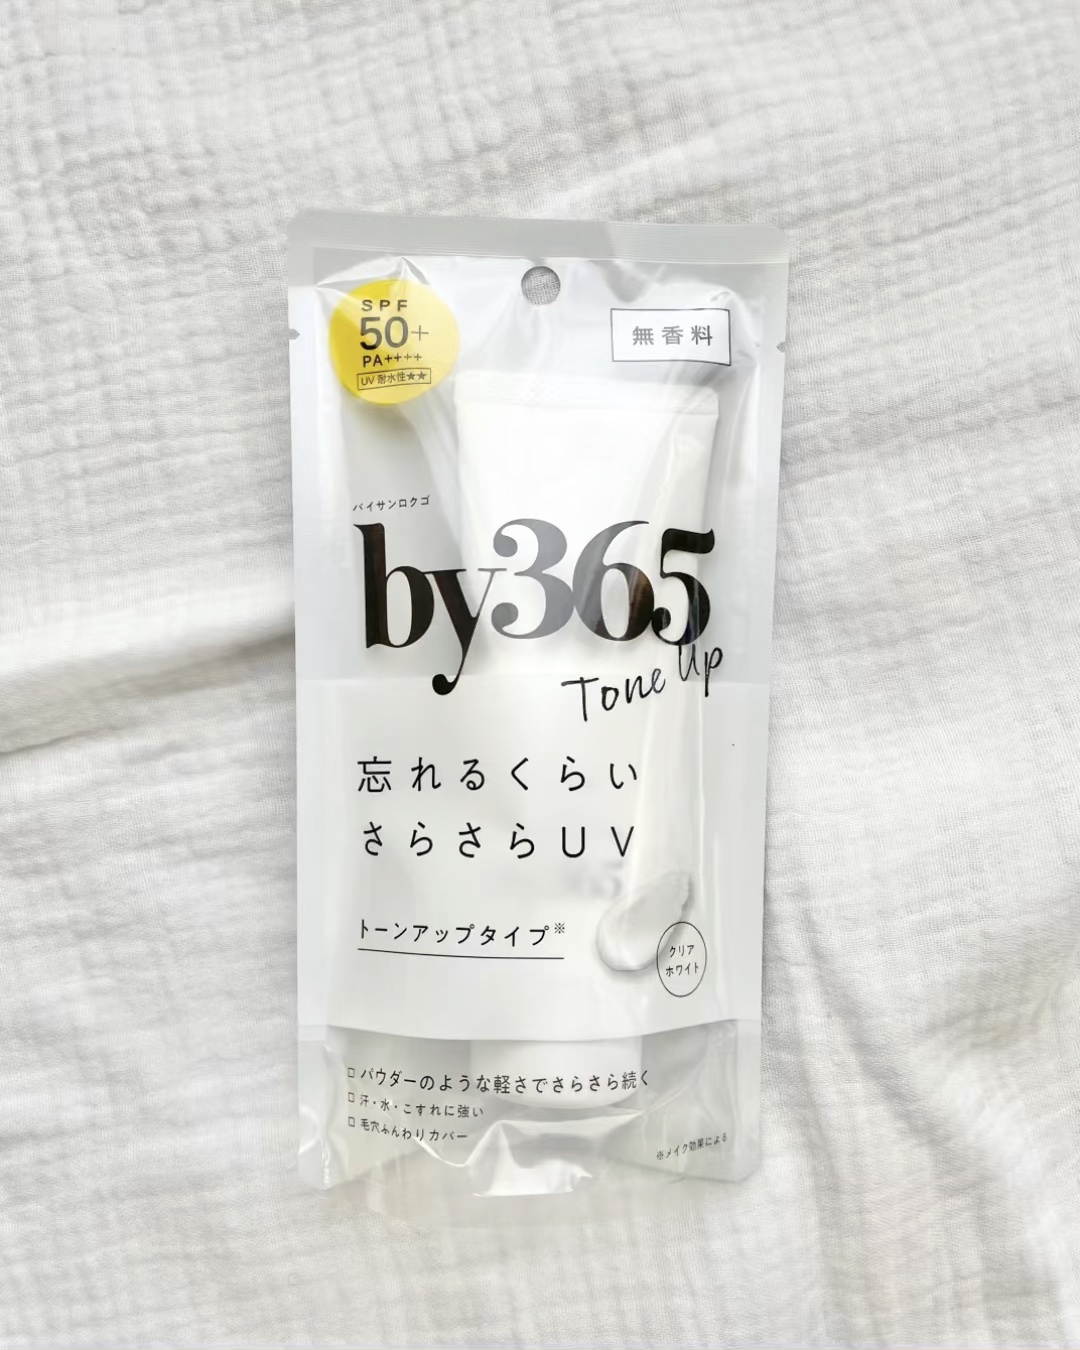 SPF
50+
PA++++
UV 耐水性★★
無香料
バイサンロクゴ
by365
Tone Up
忘れるくらい
さらさらUV
トーンアップタイプ※
クリア
ホワイト
□ パウダーのような軽さでさらさら続く
□ 汗・水・こすれに強い
□ 毛穴ふんわりカバー
※メイク効果による